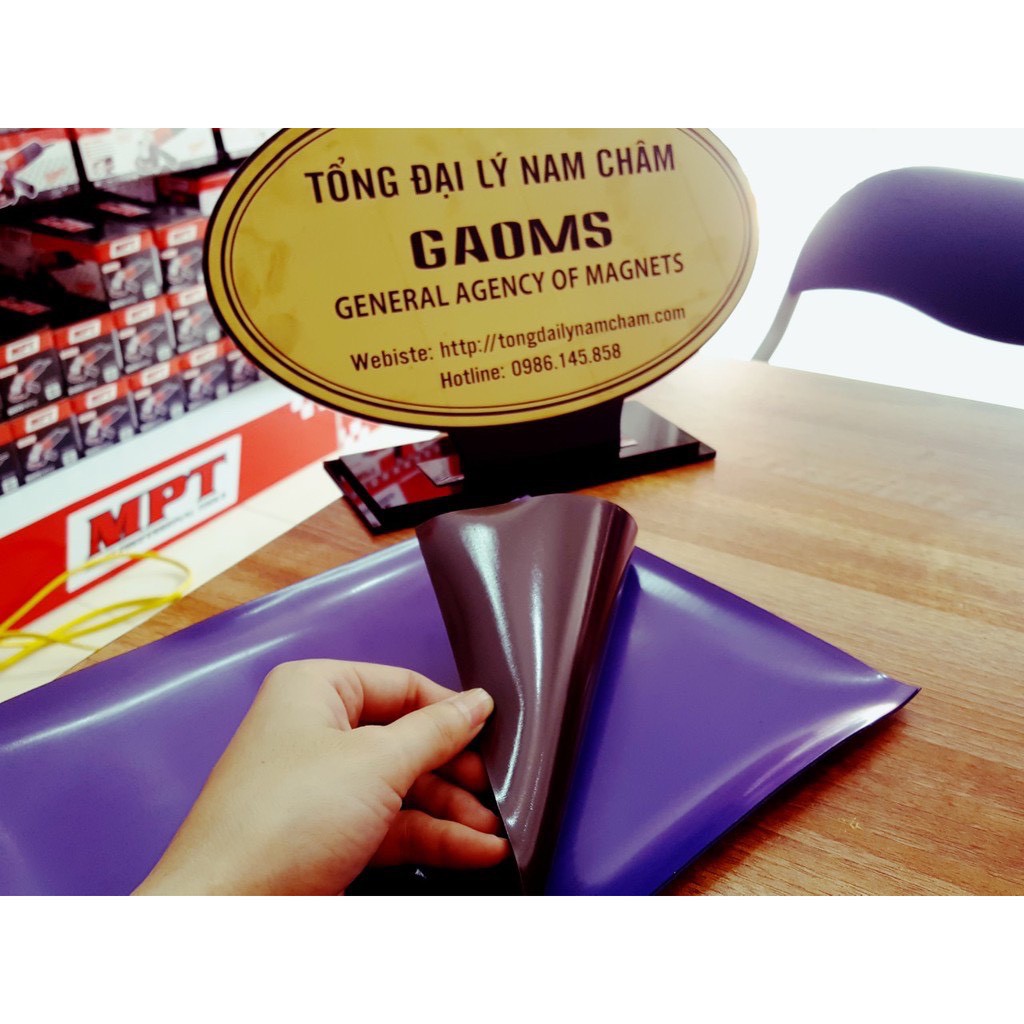 TỔNG ĐẠI LÝ NAM CHÂM
GAOMS
GENERAL AGENCY OF MAGNETS
Webiste: http://tongdailynamcham.com
Hotline: 0986.145.858
MPT